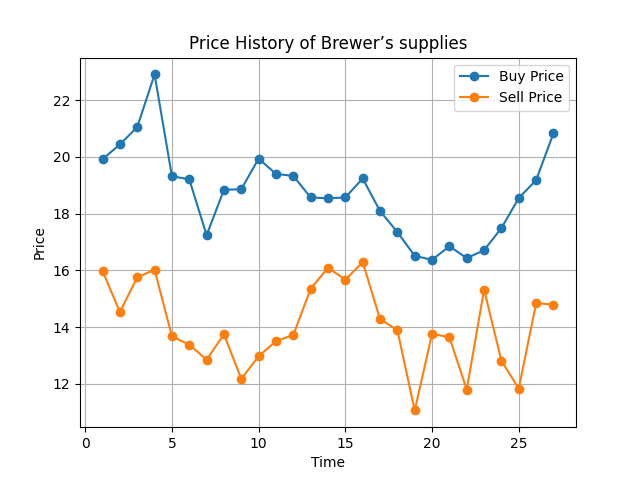 Price History of Brewer’s supplies
Buy Price
Sell Price
Price
22
20
18
16
14
12
0 5 10 15 20 25
Time